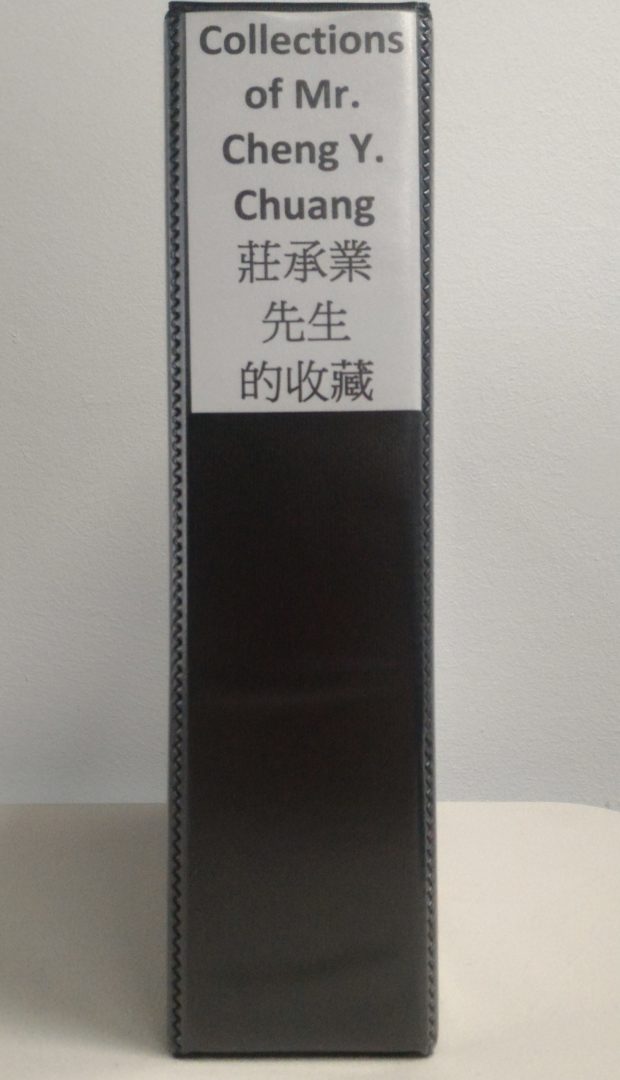 Collections
of Mr.
Cheng Y.
Chuang
莊承業
先生
的收藏